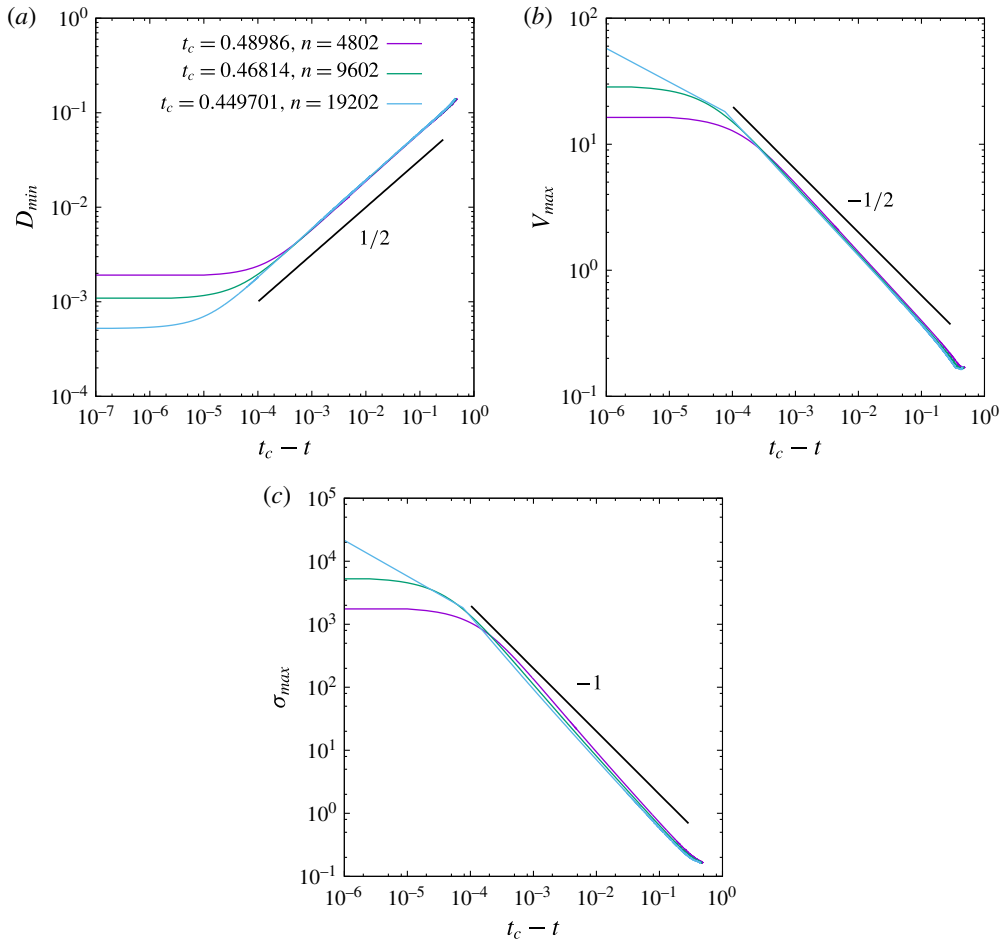 (a)
t_c = 0.48986, n = 4802
t_c = 0.46814, n = 9602
t_c = 0.449701, n = 19202
10^0
10^–1
10^–2
10^–3
10^–4
D_min
1/2
10^–7 10^–6 10^–5 10^–4 10^–3 10^–2 10^–1 10^0
t_c – t
(b)
10^2
10^1
10^0
10^–1
V_max
–1/2
10^–6 10^–5 10^–4 10^–3 10^–2 10^–1 10^0
t_c – t
(c)
10^5
10^4
10^3
10^2
10^1
10^0
10^–1
σ_max
–1
10^–6 10^–5 10^–4 10^–3 10^–2 10^–1 10^0
t_c – t